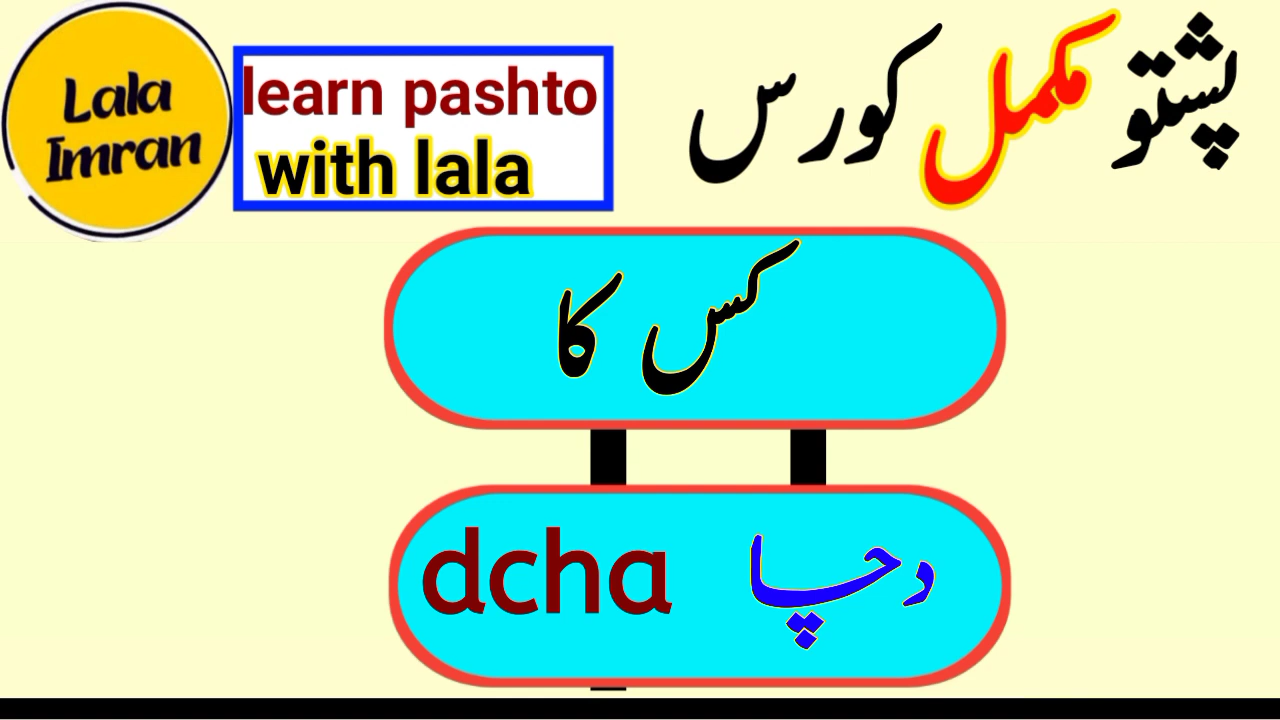 Lala
Imran
learn pashto
with lala
پشتو مکمل کورس
کس کا
dcha دچا